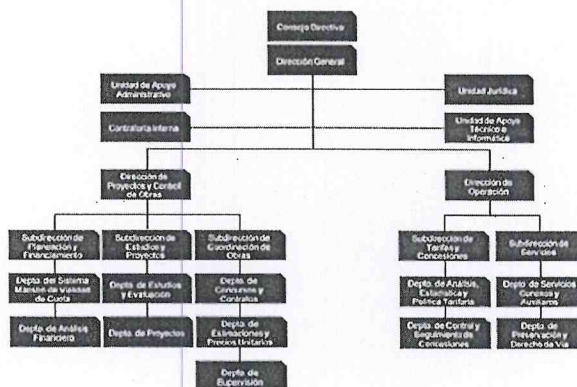 Consejo Directivo
Dirección General
Unidad de Apoyo
Administrativo
Unidad Jurídica
Contraloría Interna
Unidad de Apoyo
Técnico e
Informática
Dirección de
Proyectos y Control
de Obras
Dirección de
Operación
Subdirección de
Planeación y
Financiamiento
Subdirección de
Estudios y
Proyectos
Subdirección de
Coordinación de
Obras
Subdirección de
Tarifas y
Concesiones
Subdirección de
Servicios
Depto. del Sistema
Maestro de Vialidad
de Cuota
Depto. de Estudios
y Evaluación
Depto. de
Concursos y
Contratos
Depto. de Análisis,
Estadística y
Política Tarifaria
Depto. de Servicios
Conexos y
Auxiliares
Depto. de Análisis
Financiero
Depto. de Proyectos
Depto. de
Estimaciones y
Precios Unitarios
Depto. de Control y
Seguimiento de
Concesiones
Depto. de
Preservación y
Derecho de Vía
Depto. de
Supervisión